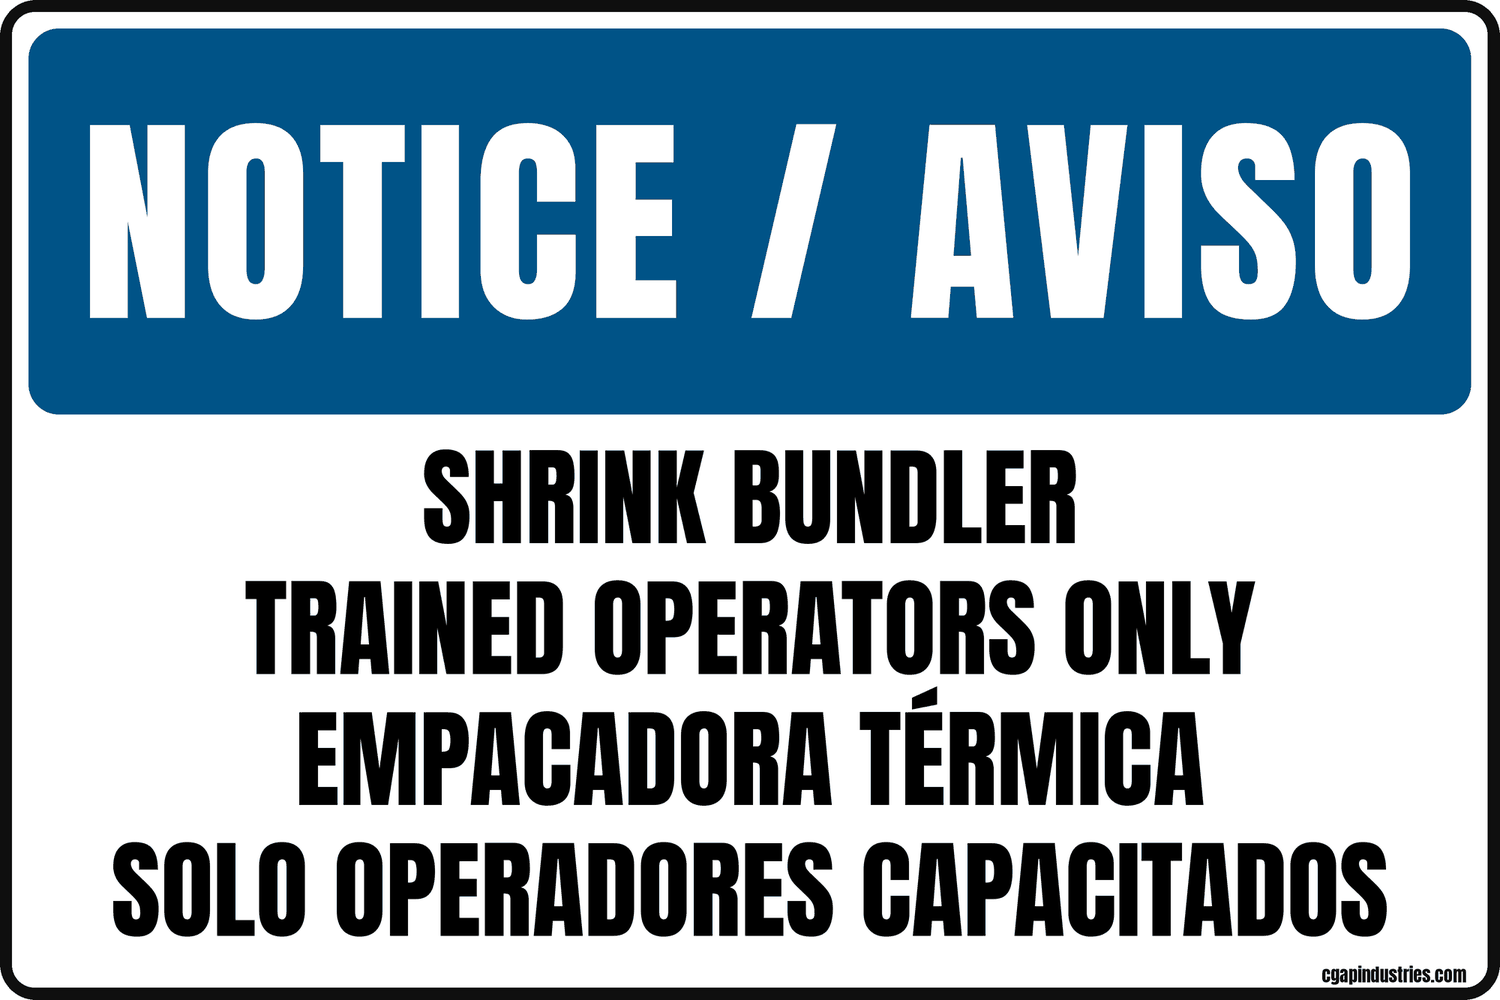 NOTICE / AVISO
SHRINK BUNDLER
TRAINED OPERATORS ONLY
EMPACADORA TÉRMICA
SOLO OPERADORES CAPACITADOS
cgapindustries.com